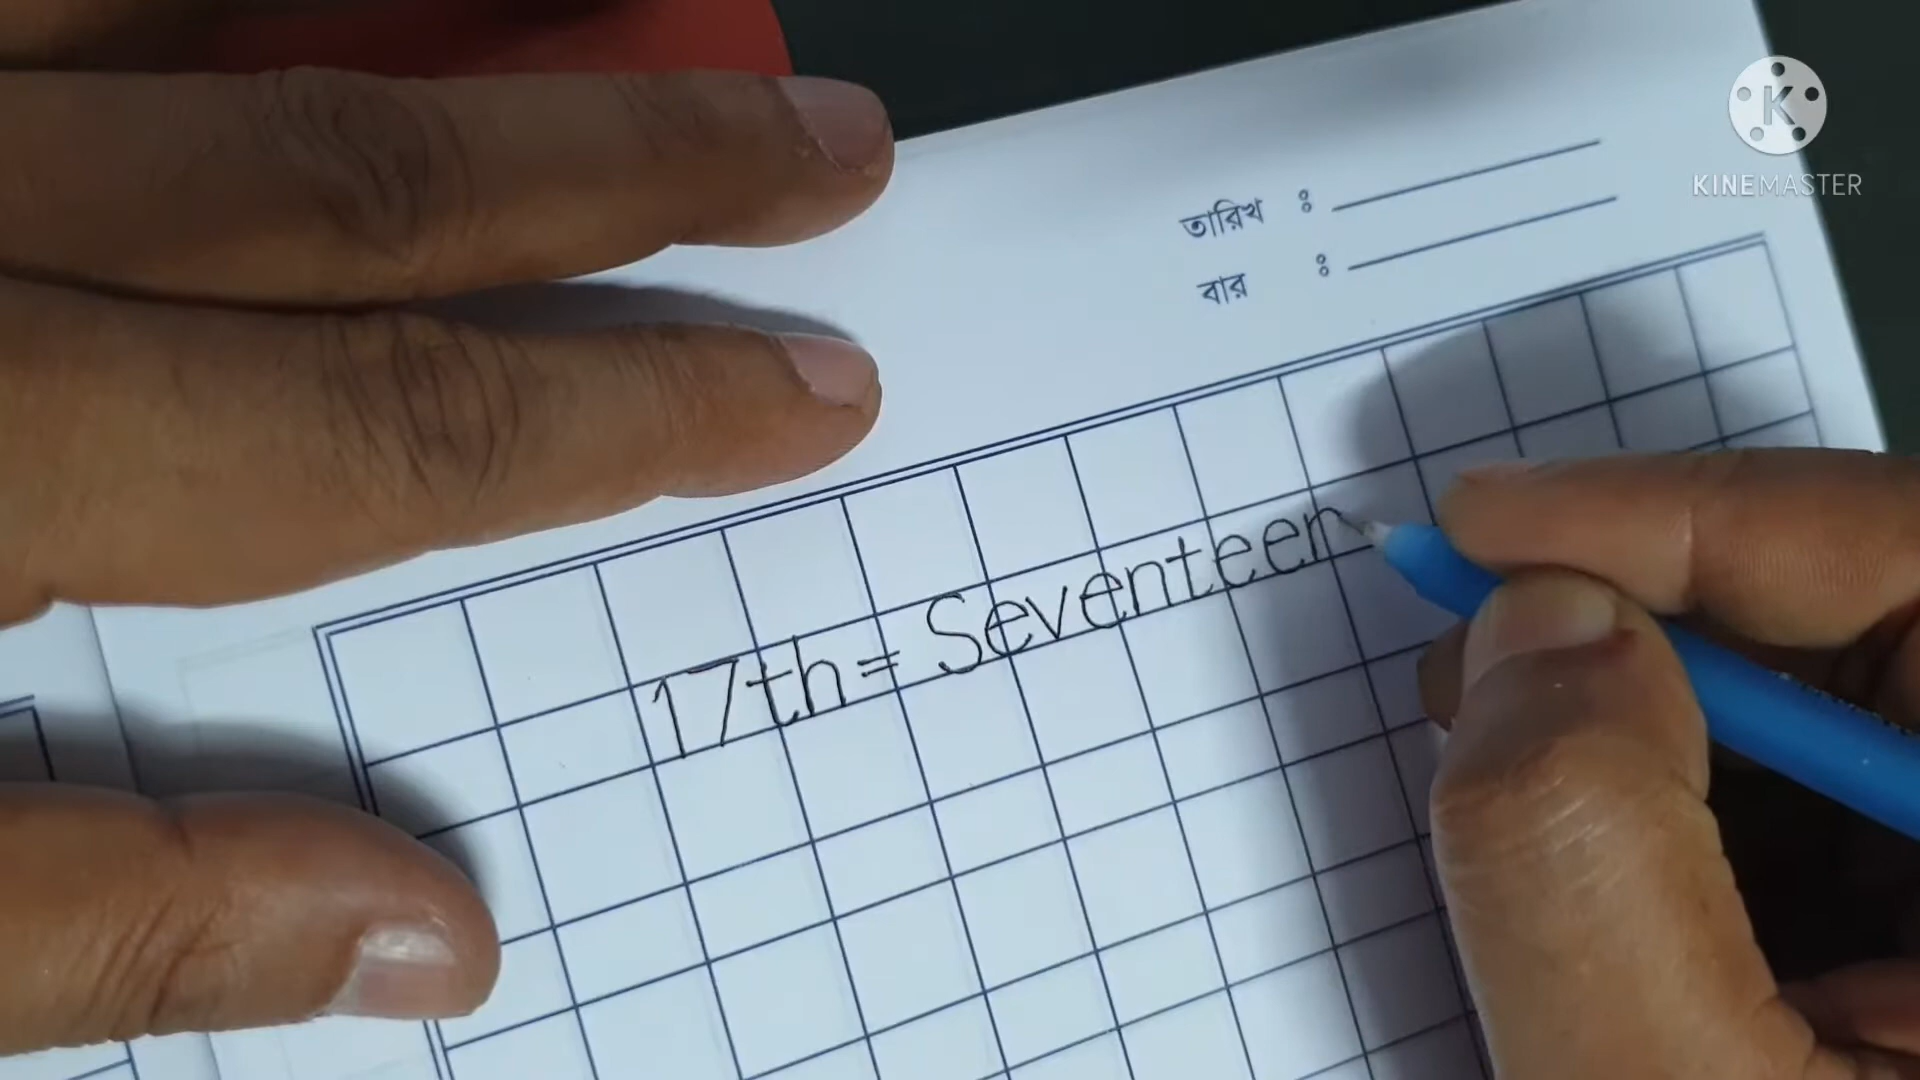 KINEMASTER
তারিখ ঃ
বার ঃ
17th = Seventeen